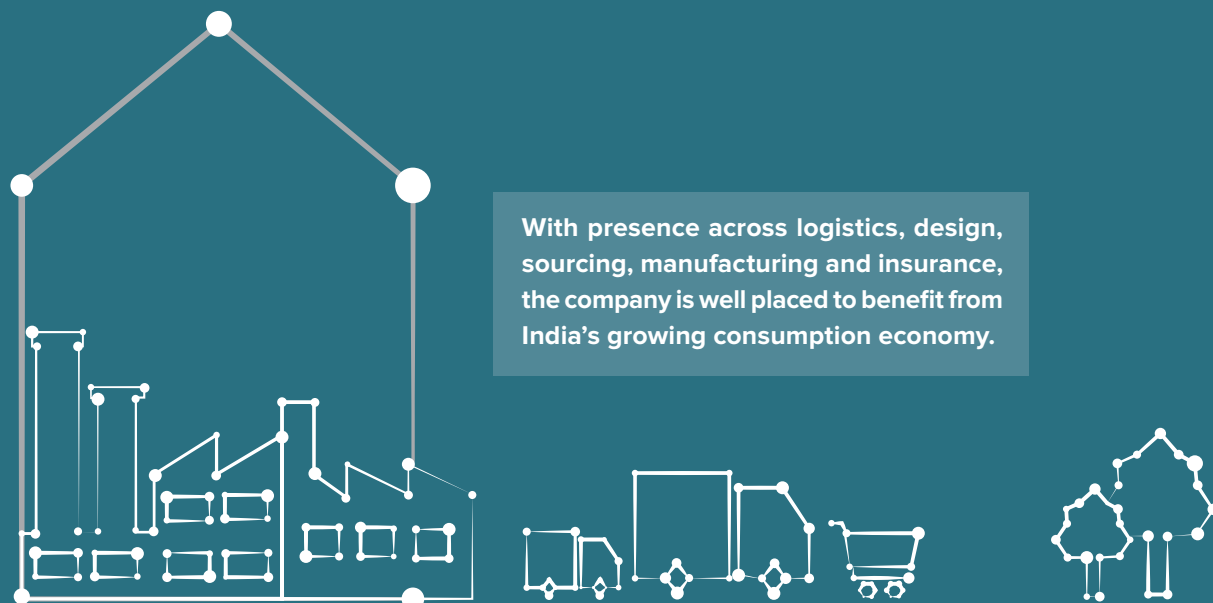 With presence across logistics, design,
sourcing, manufacturing and insurance,
the company is well placed to benefit from
India’s growing consumption economy.